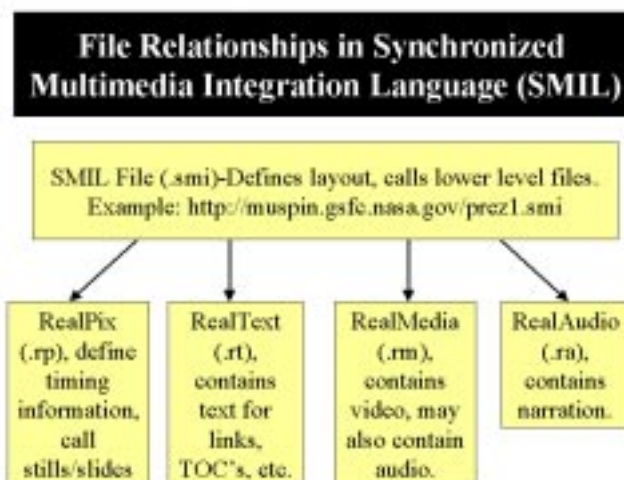 File Relationships in Synchronized
Multimedia Integration Language (SMIL)
SMIL File (.smi)-Defines layout, calls lower level files.
Example: http://muspin.gsfc.nasa.gov/prez1.smi
RealPix
(.rp), define
timing
information,
call
stills/slides
RealText
(.rt),
contains
text for
links,
TOC's, etc.
RealMedia
(.rm),
contains
video, may
also contain
audio.
RealAudio
(.ra),
contains
narration.